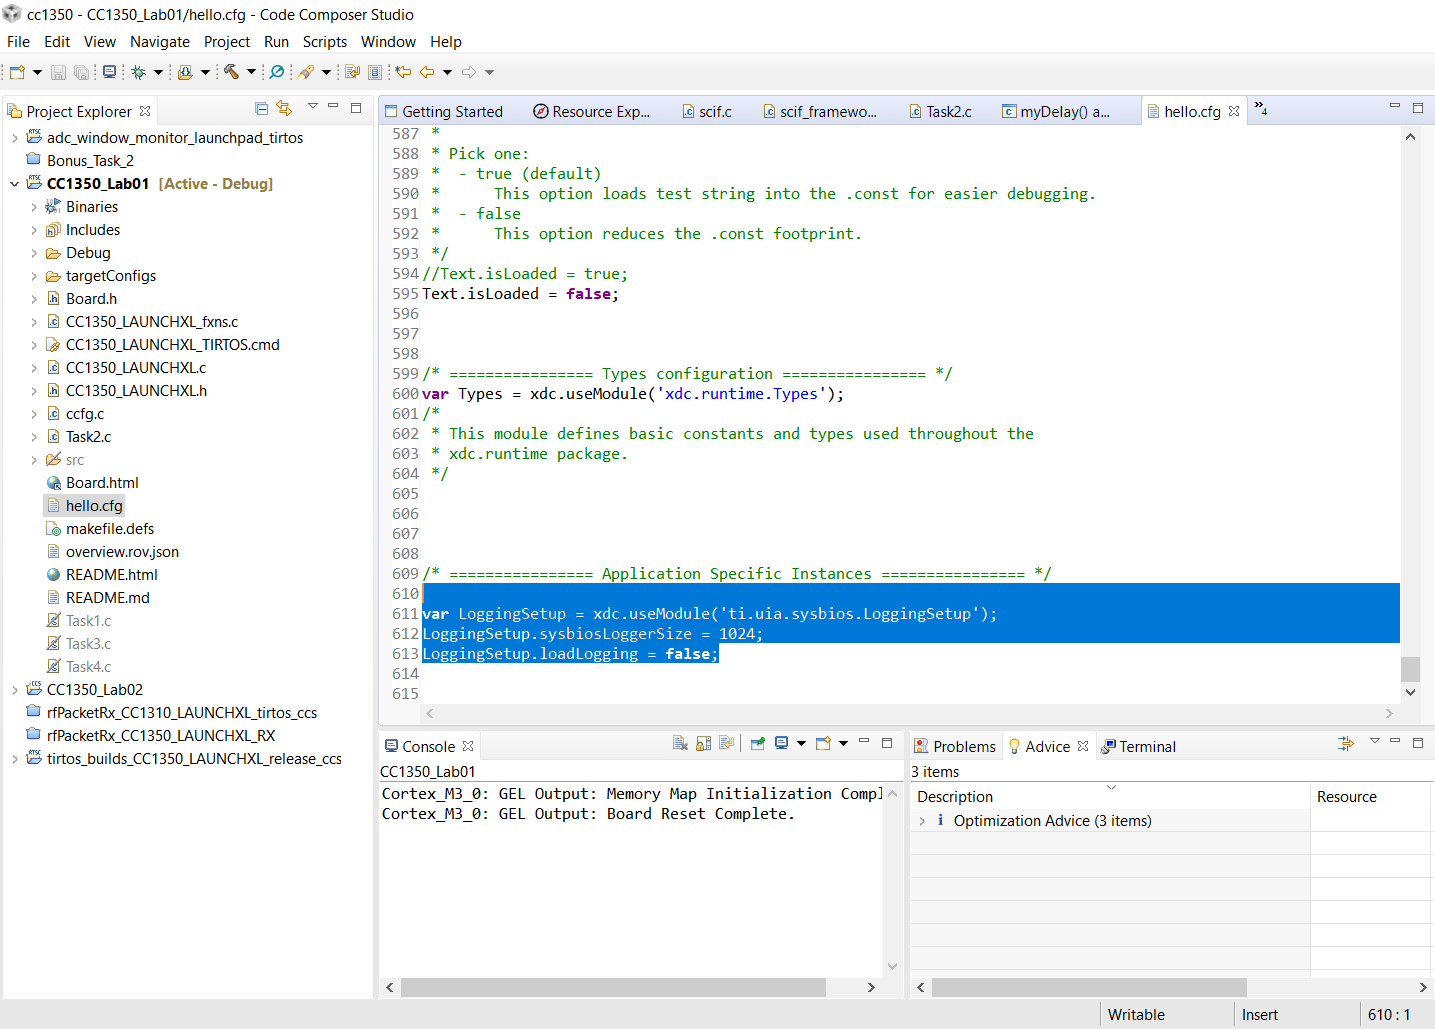 cc1350 - CC1350_Lab01/hello.cfg - Code Composer Studio
File Edit View Navigate Project Run Scripts Window Help
Project Explorer
adc_window_monitor_launchpad_tirtos
Bonus_Task_2
CC1350_Lab01 [Active - Debug]
Binaries
Includes
Debug
targetConfigs
Board.h
CC1350_LAUNCHXL_fxns.c
CC1350_LAUNCHXL_TIRTOS.cmd
CC1350_LAUNCHXL.c
CC1350_LAUNCHXL.h
ccfg.c
Task2.c
src
Board.html
hello.cfg
makefile.defs
overview.rov.json
README.html
README.md
Task1.c
Task3.c
Task4.c
CC1350_Lab02
rfPacketRx_CC1310_LAUNCHXL_tirtos_ccs
rfPacketRx_CC1350_LAUNCHXL_RX
tirtos_builds_CC1350_LAUNCHXL_release_ccs
Getting Started Resource Exp... scif.c scif_framewo... Task2.c myDelay() a... hello.cfg »4
587 *
588 * Pick one:
589 *  - true (default)
590 *      This option loads test string into the .const for easier debugging.
591 *  - false
592 *      This option reduces the .const footprint.
593 */
594 //Text.isLoaded = true;
595 Text.isLoaded = false;
596
597
598
599 /* ================ Types configuration ================ */
600 var Types = xdc.useModule('xdc.runtime.Types');
601 /*
602 * This module defines basic constants and types used throughout the
603 * xdc.runtime package.
604 */
605
606
607
608
609 /* ================ Application Specific Instances ================ */
610
611 var LoggingSetup = xdc.useModule('ti.uia.sysbios.LoggingSetup');
612 LoggingSetup.sysbiosLoggerSize = 1024;
613 LoggingSetup.loadLogging = false;
614
615
Console
CC1350_Lab01
Cortex_M3_0: GEL Output: Memory Map Initialization Compl
Cortex_M3_0: GEL Output: Board Reset Complete.
Problems Advice Terminal
3 items
Description Resource
i Optimization Advice (3 items)
Writable Insert 610 : 1